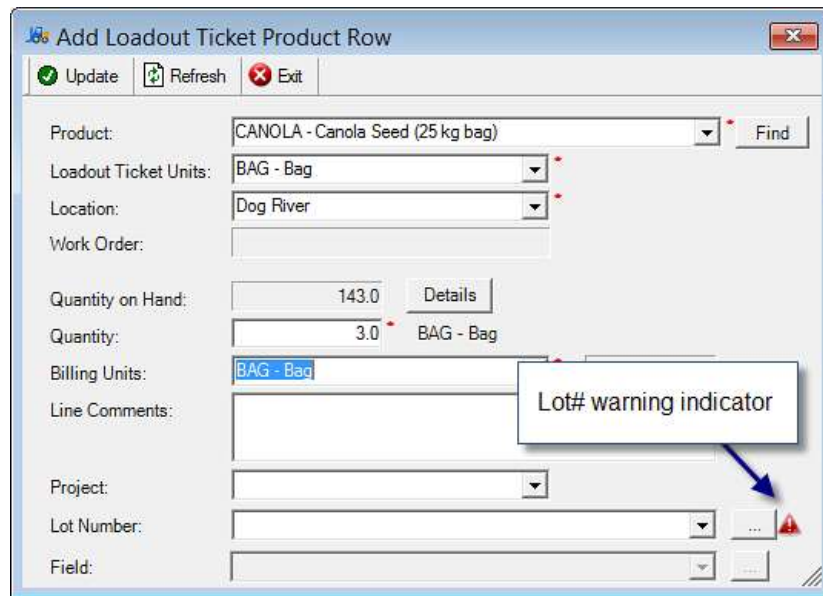 Add Loadout Ticket Product Row
Update Refresh Exit
Product: CANOLA - Canola Seed (25 kg bag) * Find
Loadout Ticket Units: BAG - Bag *
Location: Dog River *
Work Order:
Quantity on Hand: 143.0 Details
Quantity: 3.0 * BAG - Bag
Billing Units: BAG - Bag
Lot# warning indicator
Line Comments:
Project:
Lot Number: ...
Field: ...